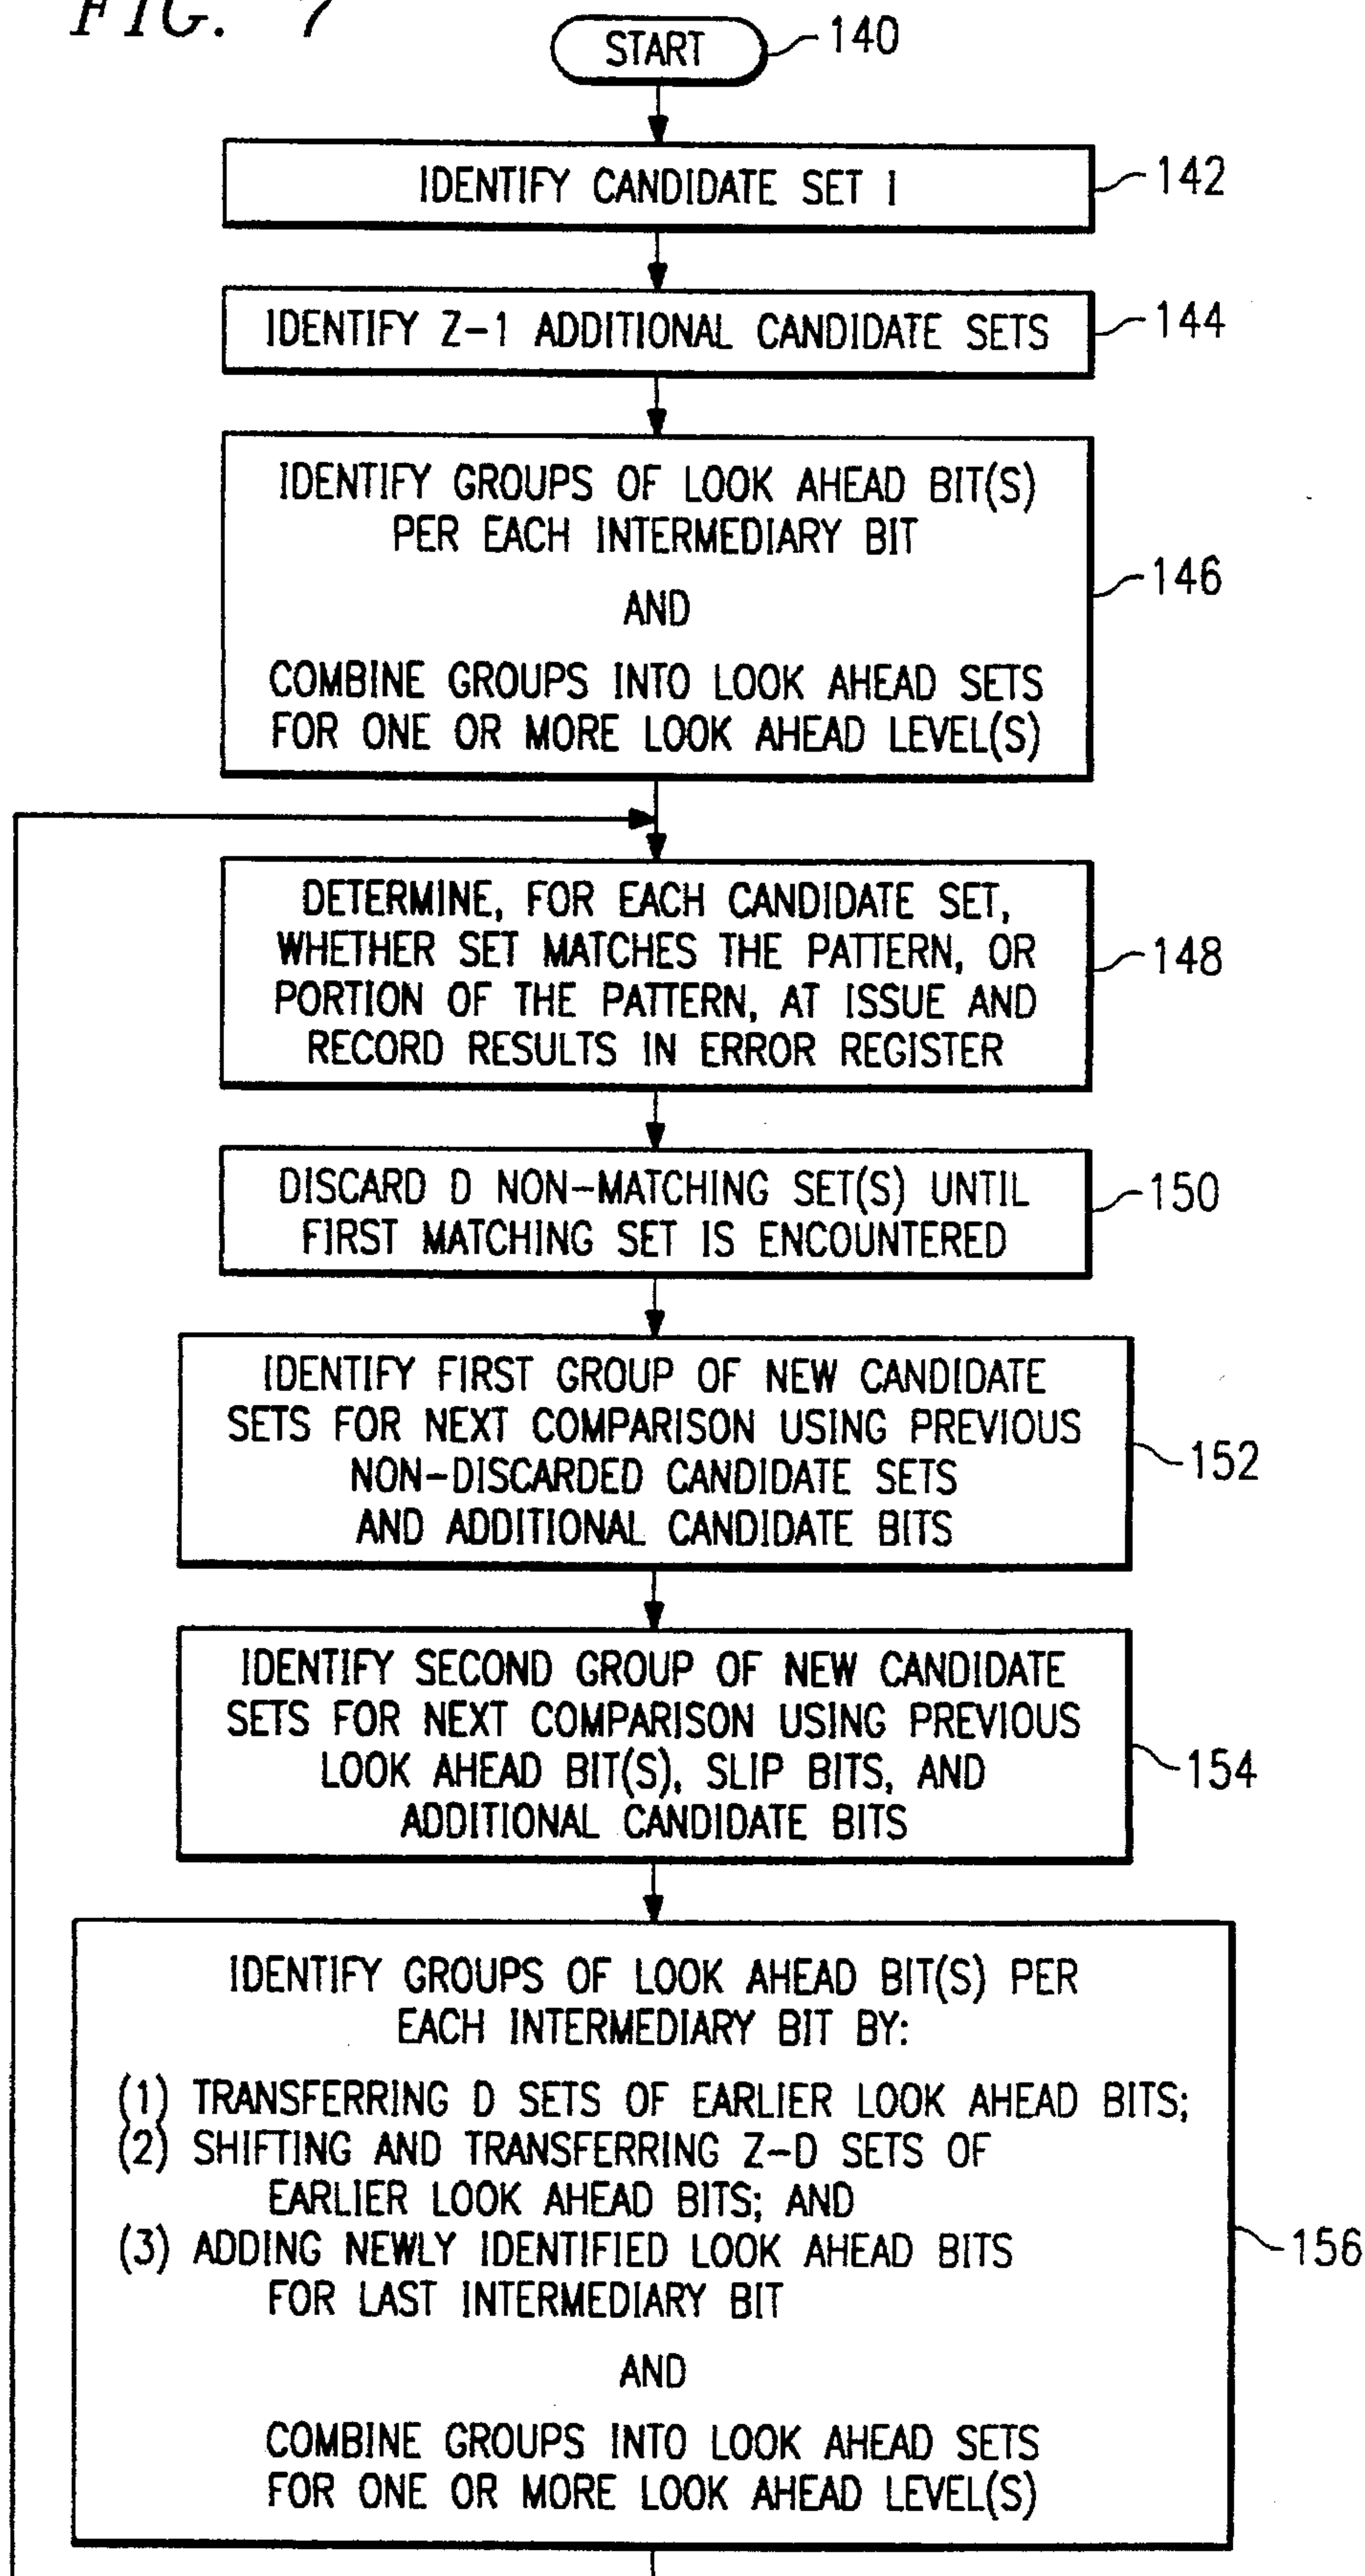 FIG. 7
START
140
IDENTIFY CANDIDATE SET I
142
IDENTIFY Z-1 ADDITIONAL CANDIDATE SETS
144
IDENTIFY GROUPS OF LOOK AHEAD BIT(S)
PER EACH INTERMEDIARY BIT
AND
COMBINE GROUPS INTO LOOK AHEAD SETS
FOR ONE OR MORE LOOK AHEAD LEVEL(S)
146
DETERMINE, FOR EACH CANDIDATE SET,
WHETHER SET MATCHES THE PATTERN, OR
PORTION OF THE PATTERN, AT ISSUE AND
RECORD RESULTS IN ERROR REGISTER
148
DISCARD D NON-MATCHING SET(S) UNTIL
FIRST MATCHING SET IS ENCOUNTERED
150
IDENTIFY FIRST GROUP OF NEW CANDIDATE
SETS FOR NEXT COMPARISON USING PREVIOUS
NON-DISCARDED CANDIDATE SETS
AND ADDITIONAL CANDIDATE BITS
152
IDENTIFY SECOND GROUP OF NEW CANDIDATE
SETS FOR NEXT COMPARISON USING PREVIOUS
LOOK AHEAD BIT(S), SLIP BITS, AND
ADDITIONAL CANDIDATE BITS
154
IDENTIFY GROUPS OF LOOK AHEAD BIT(S) PER
EACH INTERMEDIARY BIT BY:
(1) TRANSFERRING D SETS OF EARLIER LOOK AHEAD BITS;
(2) SHIFTING AND TRANSFERRING Z-D SETS OF
EARLIER LOOK AHEAD BITS; AND
(3) ADDING NEWLY IDENTIFIED LOOK AHEAD BITS
FOR LAST INTERMEDIARY BIT
AND
COMBINE GROUPS INTO LOOK AHEAD SETS
FOR ONE OR MORE LOOK AHEAD LEVEL(S)
156